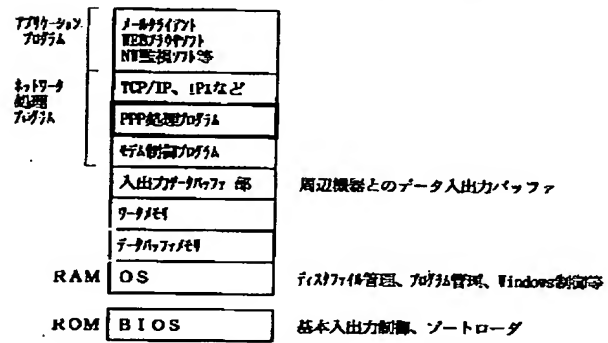 アプリケーション
プログラム
メールクライアント
WEBブラウザソフト
NW監視ソフト等
ネットワーク
処理
プログラム
TCP/IP、IPXなど
PPP処理プログラム
モデム制御プログラム
入出力データバッファ部
周辺機器とのデータ入出力バッファ
ワークメモリ
データバッファメモリ
RAM
OS
ディスクファイル管理、プログラム管理、Windows制御等
ROM
BIOS
基本入出力制御、ブートローダ